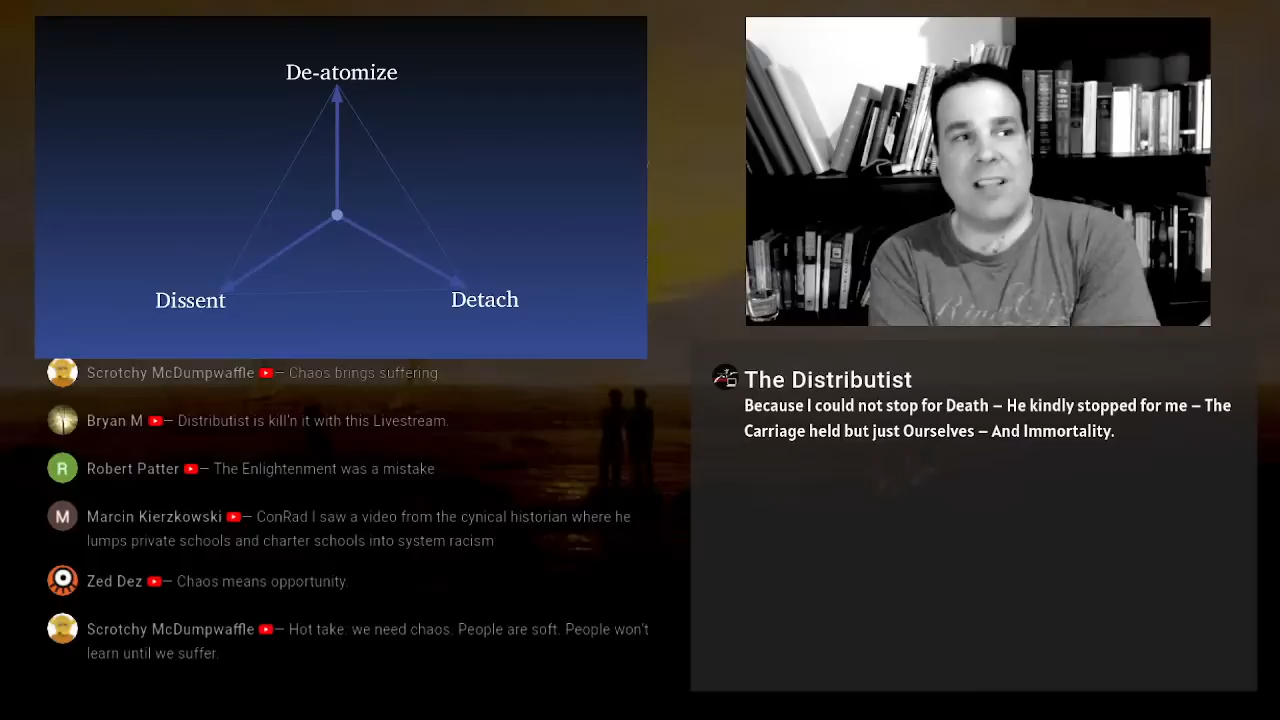 De-atomize
Dissent
Detach
Scrotchy McDumpwaffle — Chaos brings suffering
Bryan M — Distributist is kill'n it with this Livestream.
R
Robert Patter — The Enlightenment was a mistake
M
Marcin Kierzkowski — ConRad I saw a video from the cynical historian where he
lumps private schools and charter schools into system racism
Zed Dez — Chaos means opportunity.
Scrotchy McDumpwaffle — Hot take. we need chaos. People are soft. People won't
learn until we suffer.
The Distributist
Because I could not stop for Death – He kindly stopped for me – The
Carriage held but just Ourselves – And Immortality.